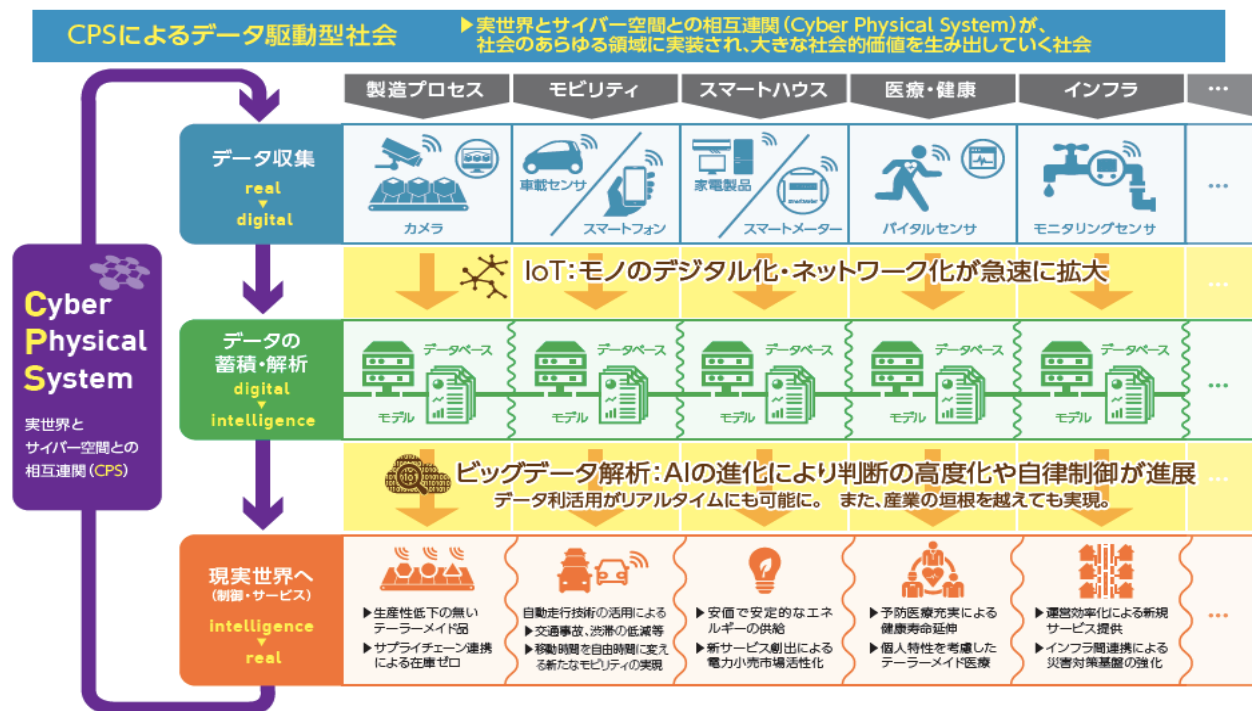 CPSによるデータ駆動型社会
▶実世界とサイバー空間との相互連関(Cyber Physical System)が、
社会のあらゆる領域に実装され、大きな社会的価値を生み出していく社会
製造プロセス
モビリティ
スマートハウス
医療・健康
インフラ
…
Cyber
Physical
System
実世界と
サイバー空間との
相互連関(CPS)
データ収集
real
▼
digital
カメラ
車載センサ
スマートフォン
家電製品
スマートメーター
バイタルセンサ
モニタリングセンサ
…
IoT:モノのデジタル化・ネットワーク化が急速に拡大
…
データの
蓄積・解析
digital
▼
intelligence
データベース
モデル
データベース
モデル
データベース
モデル
データベース
モデル
データベース
モデル
…
ビッグデータ解析:AIの進化により判断の高度化や自律制御が進展
データ利活用がリアルタイムにも可能に。 また、産業の垣根を越えても実現。
…
現実世界へ
(制御・サービス)
intelligence
▼
real
▶生産性低下の無い
テーラーメイド品
▶サプライチェーン連携
による在庫ゼロ
自動走行技術の活用による
▶交通事故、渋滞の低減等
▶移動時間を自由時間に変え
る新たなモビリティの実現
▶安価で安定的なエネ
ルギーの供給
▶新サービス創出による
電力小売市場活性化
▶予防医療充実による
健康寿命延伸
▶個人特性を考慮した
テーラーメイド医療
▶運営効率化による新規
サービス提供
▶インフラ間連携による
災害対策基盤の強化
…